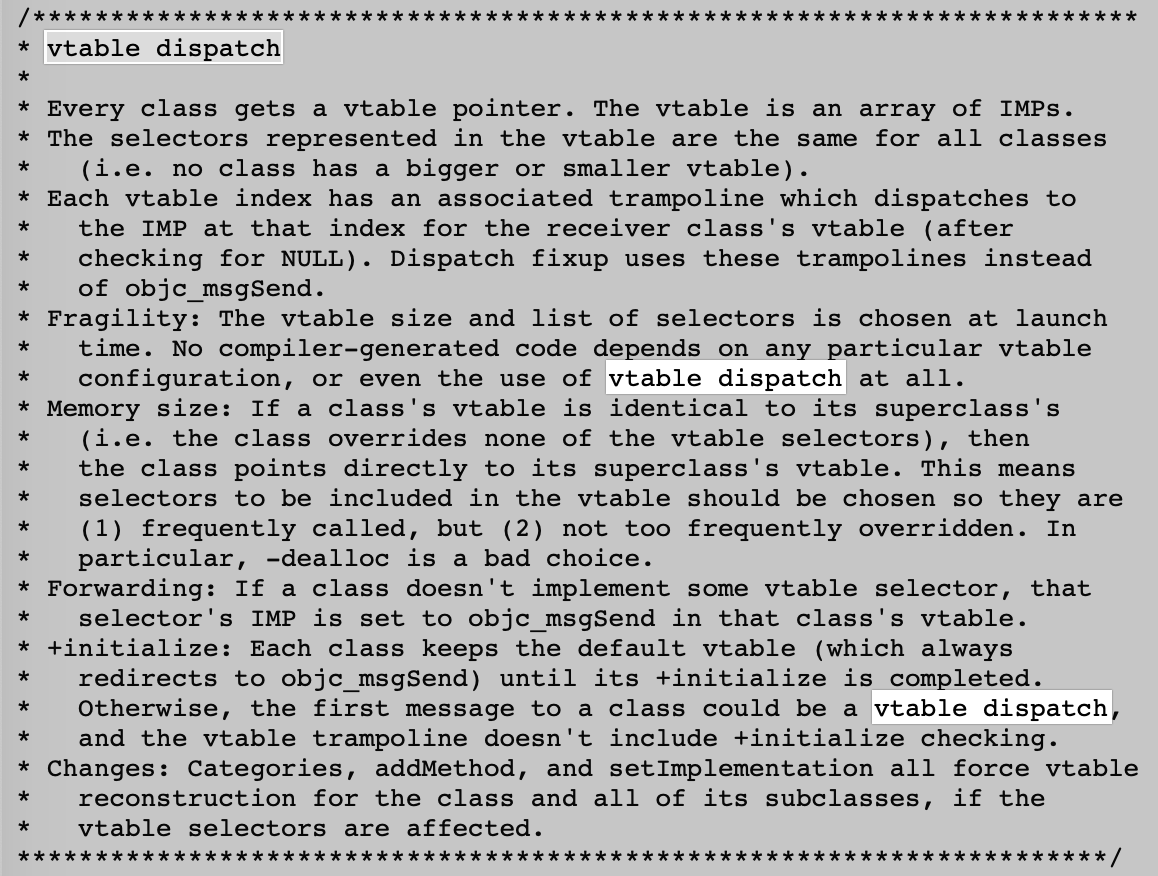 /***********************************************************************
* vtable dispatch
*
* Every class gets a vtable pointer. The vtable is an array of IMPs.
* The selectors represented in the vtable are the same for all classes
*   (i.e. no class has a bigger or smaller vtable).
* Each vtable index has an associated trampoline which dispatches to
*   the IMP at that index for the receiver class's vtable (after
*   checking for NULL). Dispatch fixup uses these trampolines instead
*   of objc_msgSend.
* Fragility: The vtable size and list of selectors is chosen at launch
*   time. No compiler-generated code depends on any particular vtable
*   configuration, or even the use of vtable dispatch at all.
* Memory size: If a class's vtable is identical to its superclass's
*   (i.e. the class overrides none of the vtable selectors), then
*   the class points directly to its superclass's vtable. This means
*   selectors to be included in the vtable should be chosen so they are
*   (1) frequently called, but (2) not too frequently overridden. In
*   particular, -dealloc is a bad choice.
* Forwarding: If a class doesn't implement some vtable selector, that
*   selector's IMP is set to objc_msgSend in that class's vtable.
* +initialize: Each class keeps the default vtable (which always
*   redirects to objc_msgSend) until its +initialize is completed.
*   Otherwise, the first message to a class could be a vtable dispatch,
*   and the vtable trampoline doesn't include +initialize checking.
* Changes: Categories, addMethod, and setImplementation all force vtable
*   reconstruction for the class and all of its subclasses, if the
*   vtable selectors are affected.
**********************************************************************/